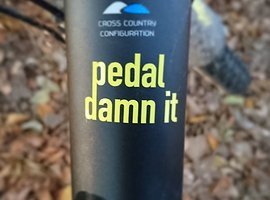 CROSS COUNTRY
CONFIGURATION
pedal
damn it